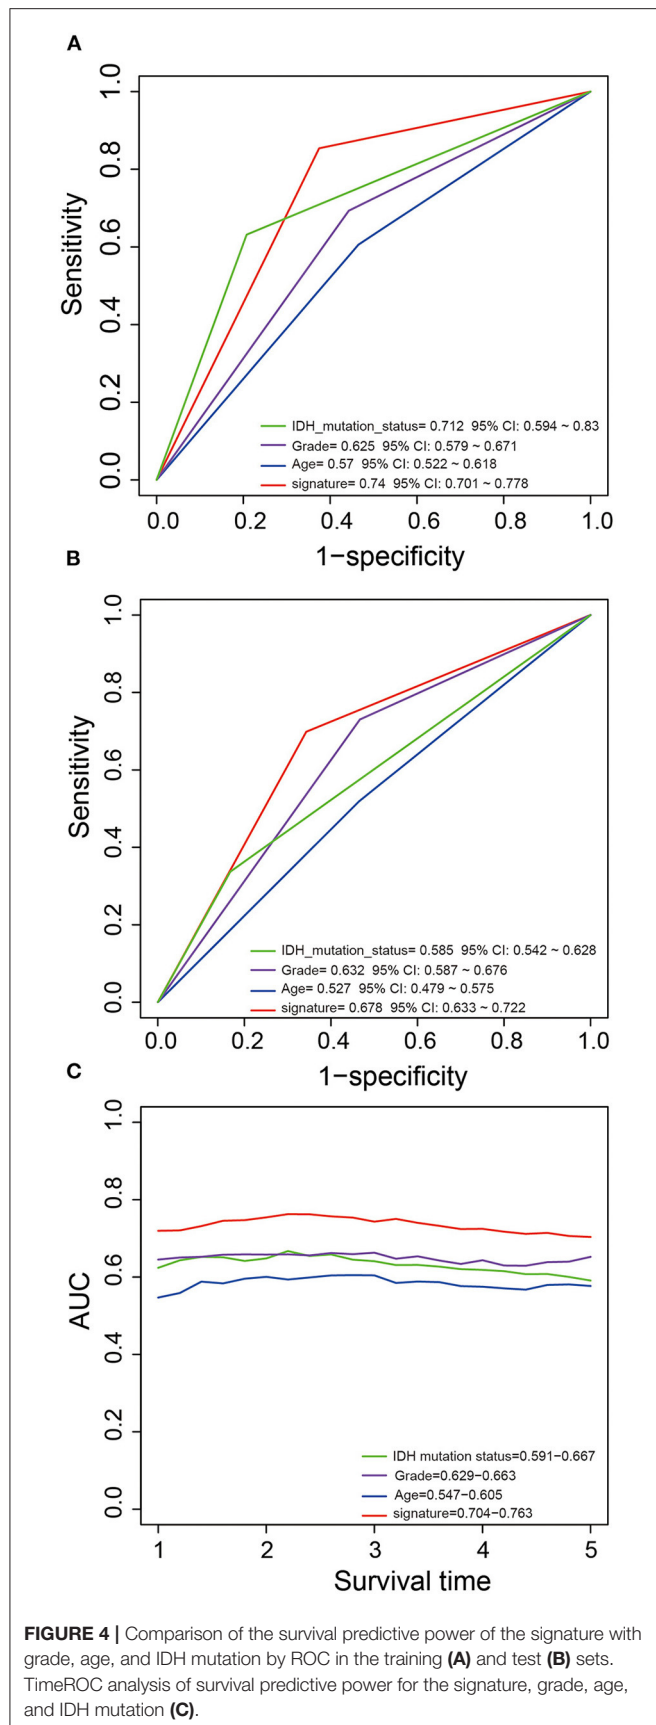 A
1.0
0.8
0.6
0.4
0.2
0.0
Sensitivity
IDH_mutation_status= 0.712 95% CI: 0.594 ~ 0.83
Grade= 0.625 95% CI: 0.579 ~ 0.671
Age= 0.57 95% CI: 0.522 ~ 0.618
signature= 0.74 95% CI: 0.701 ~ 0.778
0.0 0.2 0.4 0.6 0.8 1.0
1−specificity
B
1.0
0.8
0.6
0.4
0.2
0.0
Sensitivity
IDH_mutation_status= 0.585 95% CI: 0.542 ~ 0.628
Grade= 0.632 95% CI: 0.587 ~ 0.676
Age= 0.527 95% CI: 0.479 ~ 0.575
signature= 0.678 95% CI: 0.633 ~ 0.722
0.0 0.2 0.4 0.6 0.8 1.0
1−specificity
C
1.0
0.8
0.6
0.4
0.2
0.0
AUC
IDH mutation status=0.591−0.667
Grade=0.629−0.663
Age=0.547−0.605
signature=0.704−0.763
1 2 3 4 5
Survival time
FIGURE 4 | Comparison of the survival predictive power of the signature with
grade, age, and IDH mutation by ROC in the training (A) and test (B) sets.
TimeROC analysis of survival predictive power for the signature, grade, age,
and IDH mutation (C).